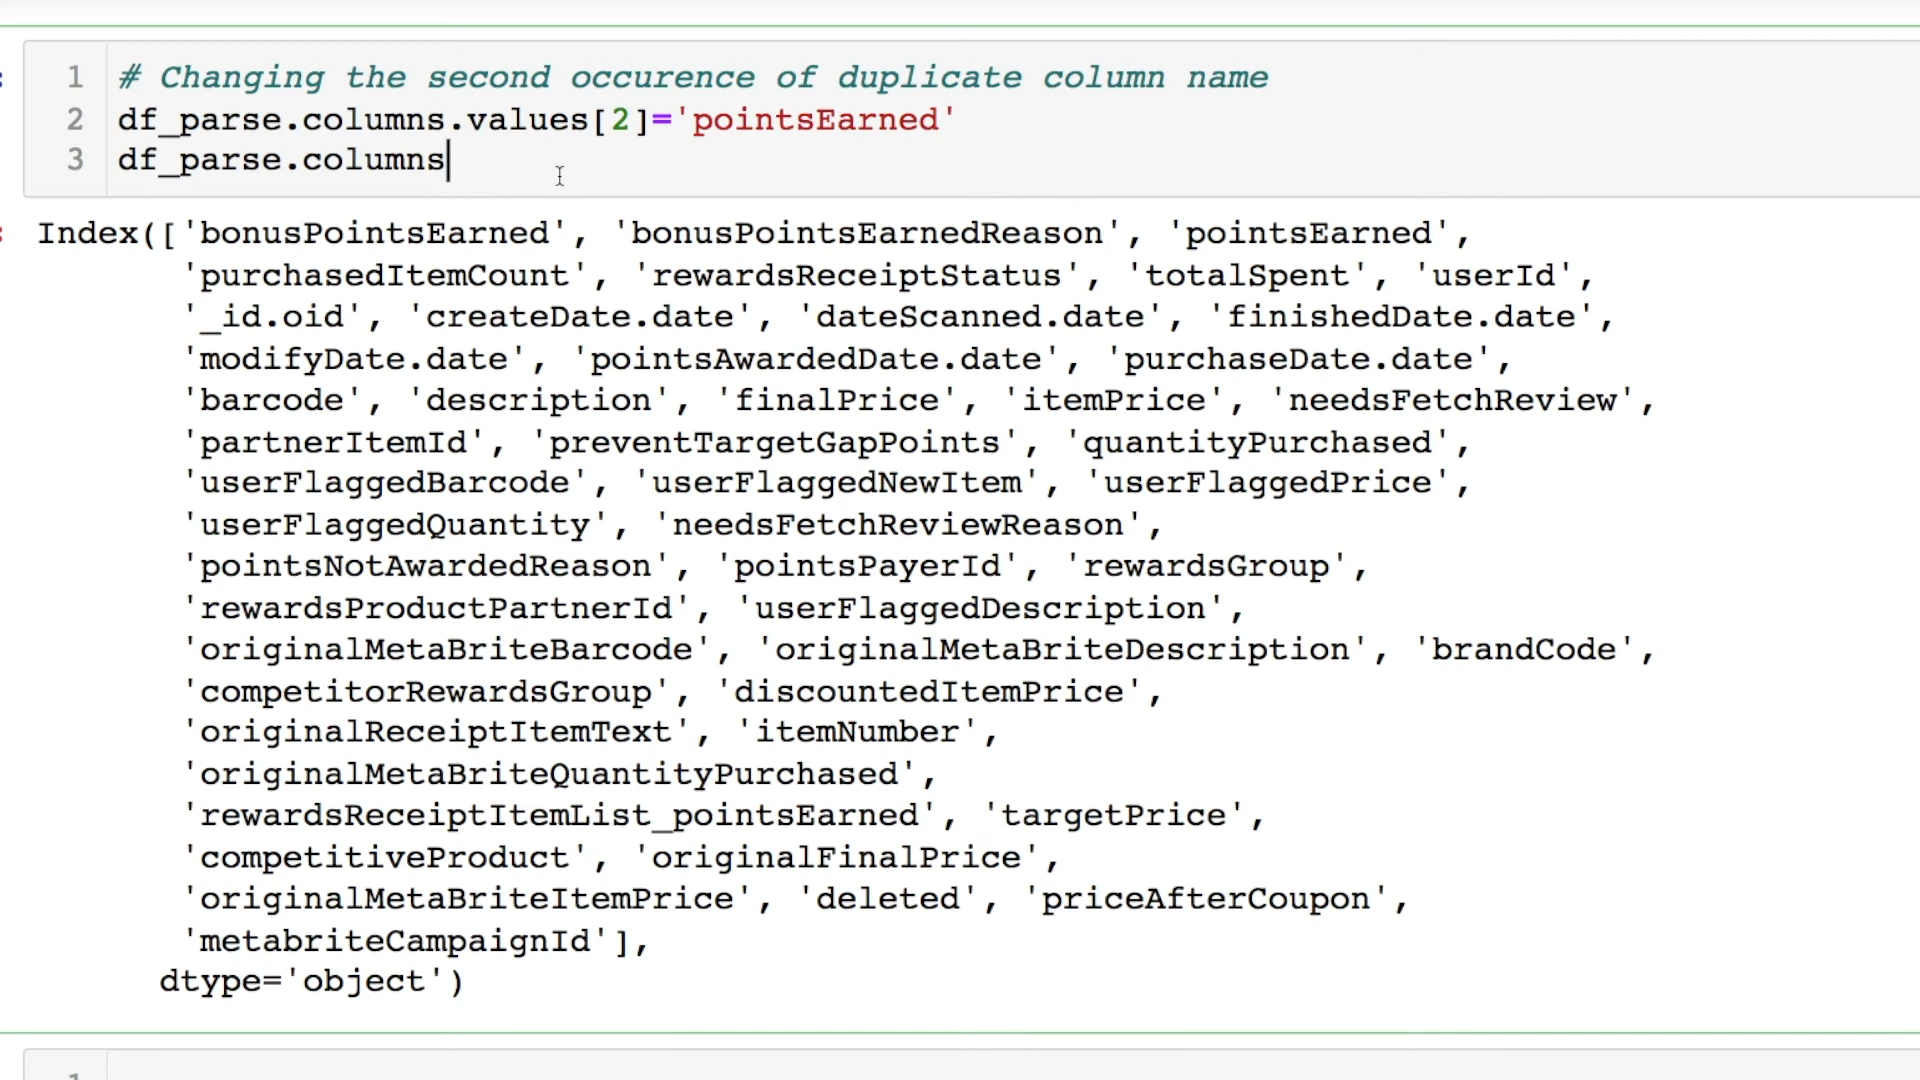 1 # Changing the second occurence of duplicate column name
2 df_parse.columns.values[2]='pointsEarned'
3 df_parse.columns
Index(['bonusPointsEarned', 'bonusPointsEarnedReason', 'pointsEarned',
'purchasedItemCount', 'rewardsReceiptStatus', 'totalSpent', 'userId',
'_id.oid', 'createDate.date', 'dateScanned.date', 'finishedDate.date',
'modifyDate.date', 'pointsAwardedDate.date', 'purchaseDate.date',
'barcode', 'description', 'finalPrice', 'itemPrice', 'needsFetchReview',
'partnerItemId', 'preventTargetGapPoints', 'quantityPurchased',
'userFlaggedBarcode', 'userFlaggedNewItem', 'userFlaggedPrice',
'userFlaggedQuantity', 'needsFetchReviewReason',
'pointsNotAwardedReason', 'pointsPayerId', 'rewardsGroup',
'rewardsProductPartnerId', 'userFlaggedDescription',
'originalMetaBriteBarcode', 'originalMetaBriteDescription', 'brandCode',
'competitorRewardsGroup', 'discountedItemPrice',
'originalReceiptItemText', 'itemNumber',
'originalMetaBriteQuantityPurchased',
'rewardsReceiptItemList_pointsEarned', 'targetPrice',
'competitiveProduct', 'originalFinalPrice',
'originalMetaBriteItemPrice', 'deleted', 'priceAfterCoupon',
'metabriteCampaignId'],
dtype='object')
1